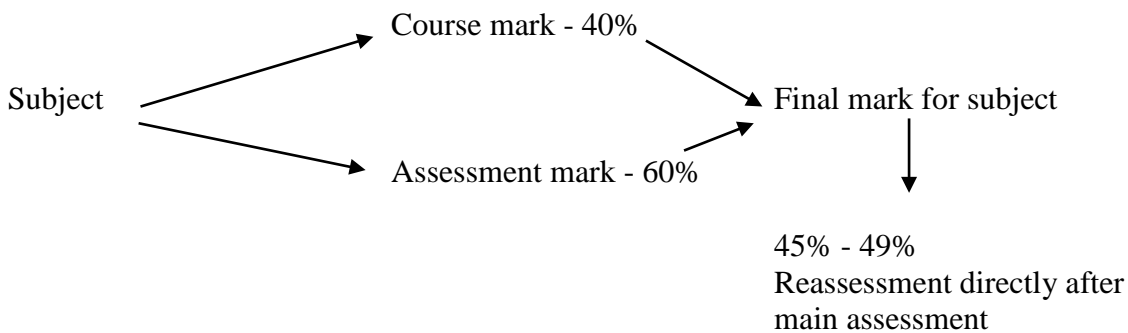 Course mark - 40%
Subject
Final mark for subject
Assessment mark - 60%
45% - 49%
Reassessment directly after
main assessment